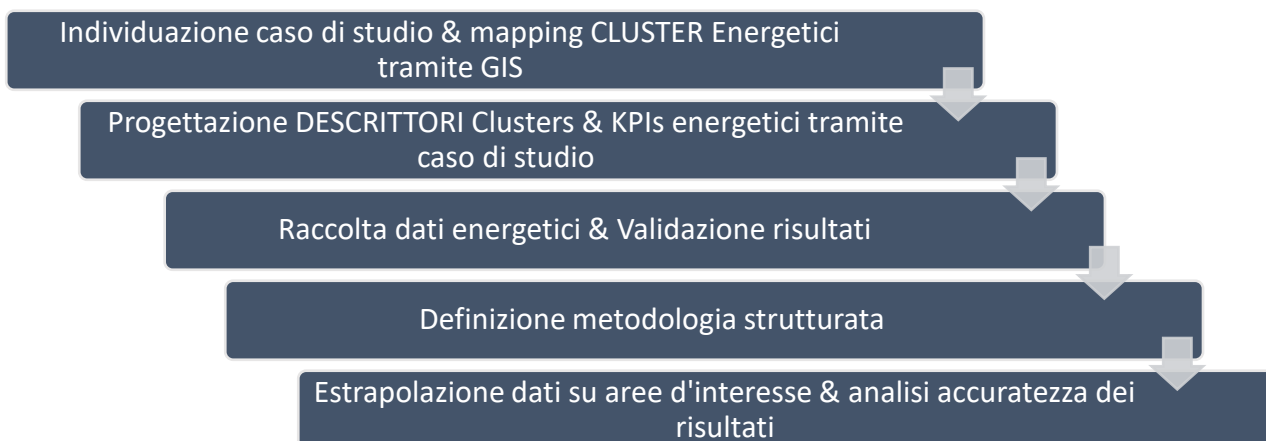 Individuazione caso di studio & mapping CLUSTER Energetici
tramite GIS
Progettazione DESCRITTORI Clusters & KPIs energetici tramite
caso di studio
Raccolta dati energetici & Validazione risultati
Definizione metodologia strutturata
Estrapolazione dati su aree d'interesse & analisi accuratezza dei
risultati